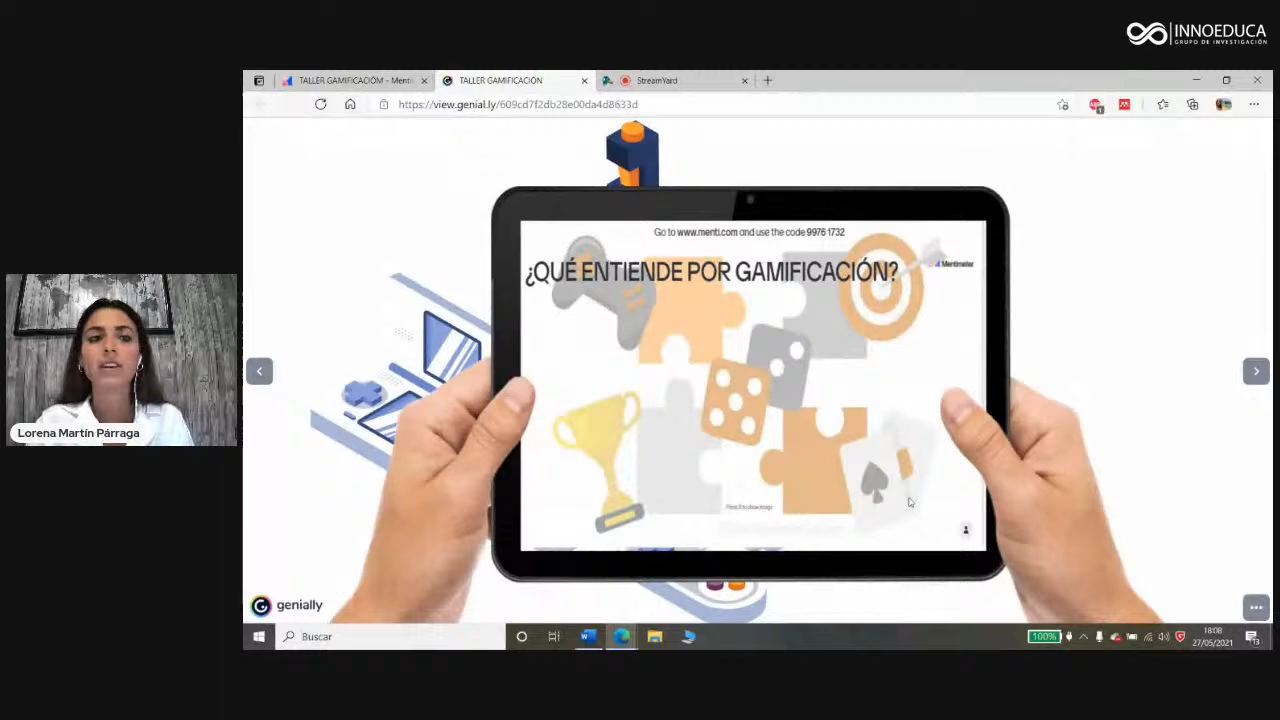 INNOEDUCA
GRUPO DE INVESTIGACIÓN
TALLER GAMIFICACIÓM - Menti
TALLER GAMIFICACIÓN
StreamYard
https://view.genial.ly/609cd7f2db28e00da4d8633d
Go to www.menti.com and use the code 9976 1732
Mentimeter
¿QUÉ ENTIENDE POR GAMIFICACIÓN?
Lorena Martín Párraga
genially
Buscar
100%
18:08
27/05/2021